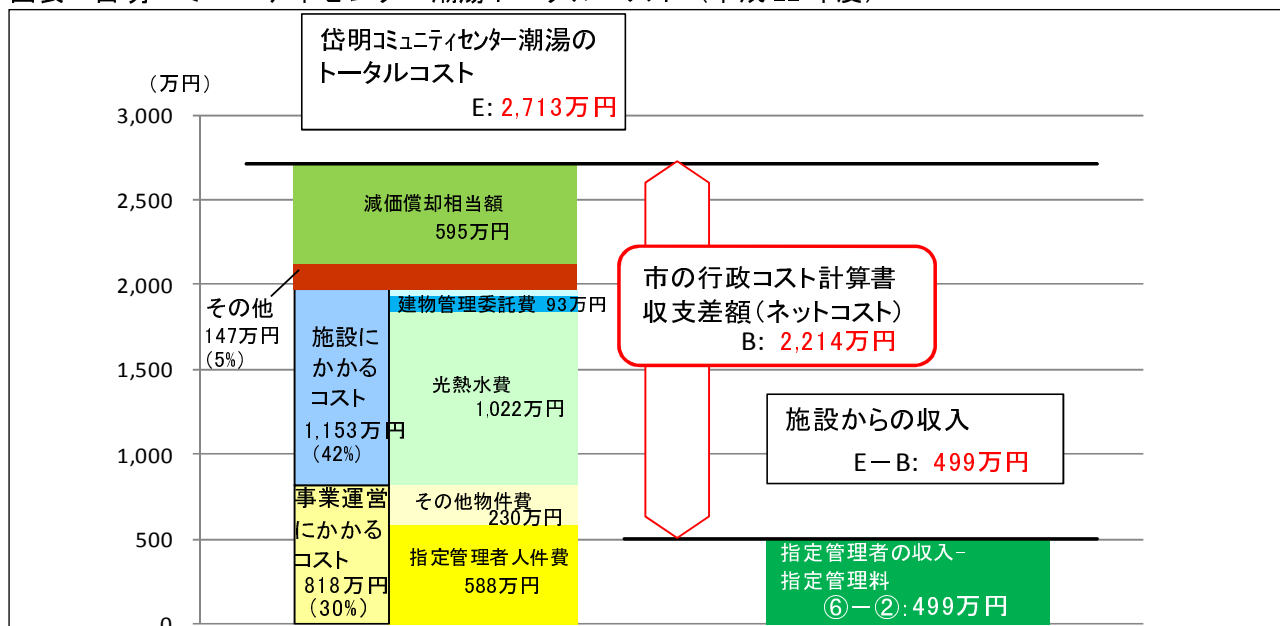 岱明コミュニティセンター潮湯の
トータルコスト
E: 2,713万円
(万円)
3,000
2,500
2,000
1,500
1,000
500
0
減価償却相当額
595万円
その他
147万円
(5%)
建物管理委託費 93万円
施設に
かかる
コスト
1,153万円
(42%)
光熱水費
1,022万円
事業運営
にかかる
コスト
818万円
(30%)
その他物件費
230万円
指定管理者人件費
588万円
市の行政コスト計算書
収支差額(ネットコスト)
B: 2,214万円
施設からの収入
E－B: 499万円
指定管理者の収入-
指定管理料
⑥－②:499万円